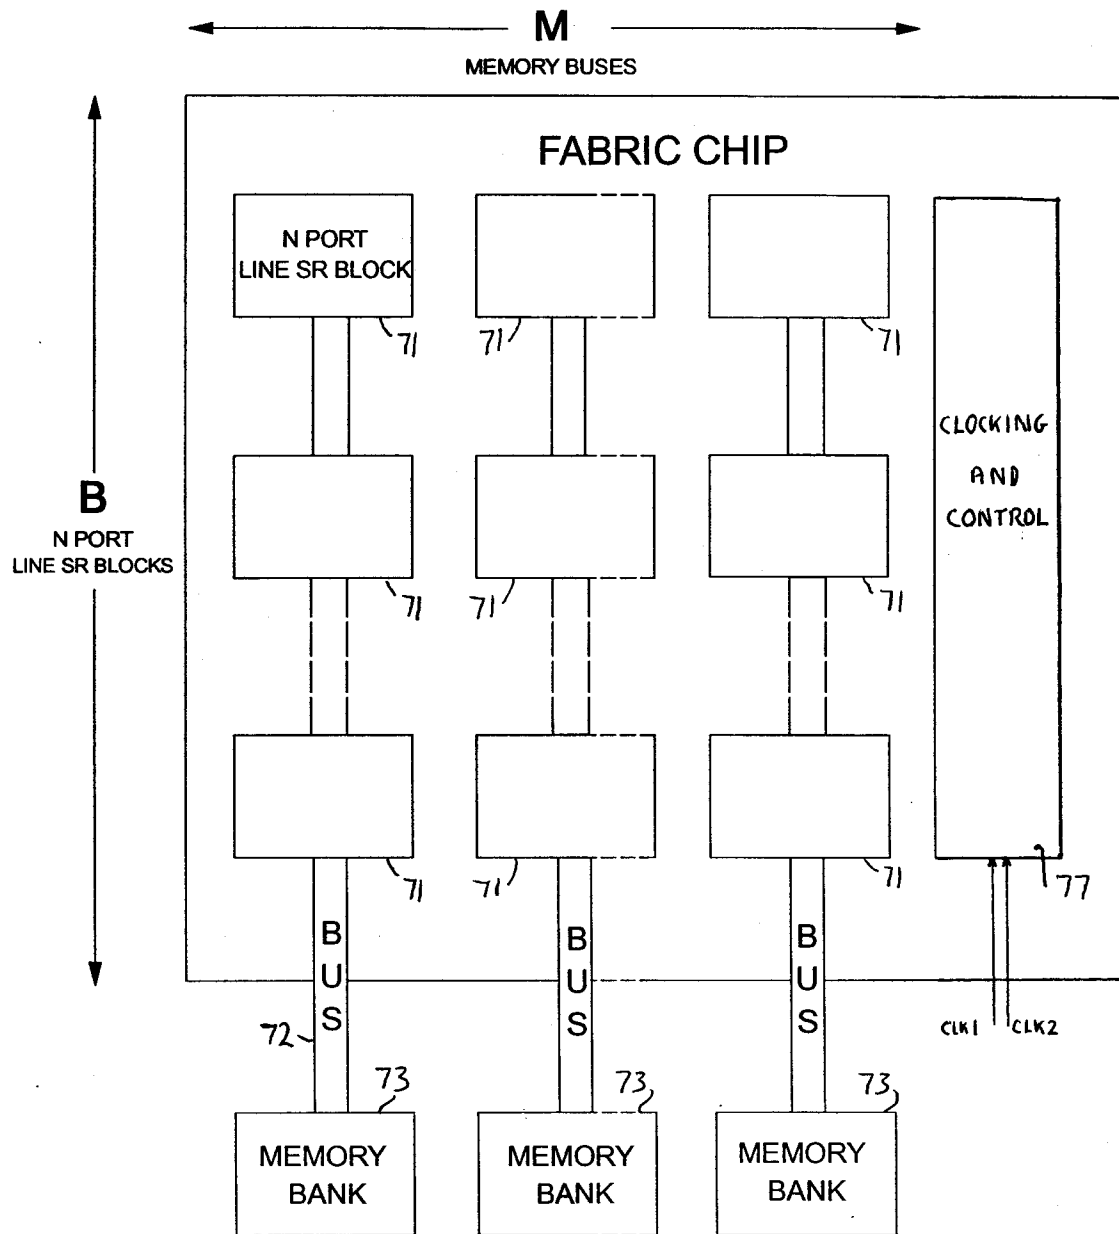 M
MEMORY BUSES
FABRIC CHIP
N PORT
LINE SR BLOCK
71
71
71
CLOCKING
AND
CONTROL
B
N PORT
LINE SR BLOCKS
71
71
71
71
71
71
77
BUS
BUS
BUS
CLK1
CLK2
72
73
73
73
MEMORY
BANK
MEMORY
BANK
MEMORY
BANK